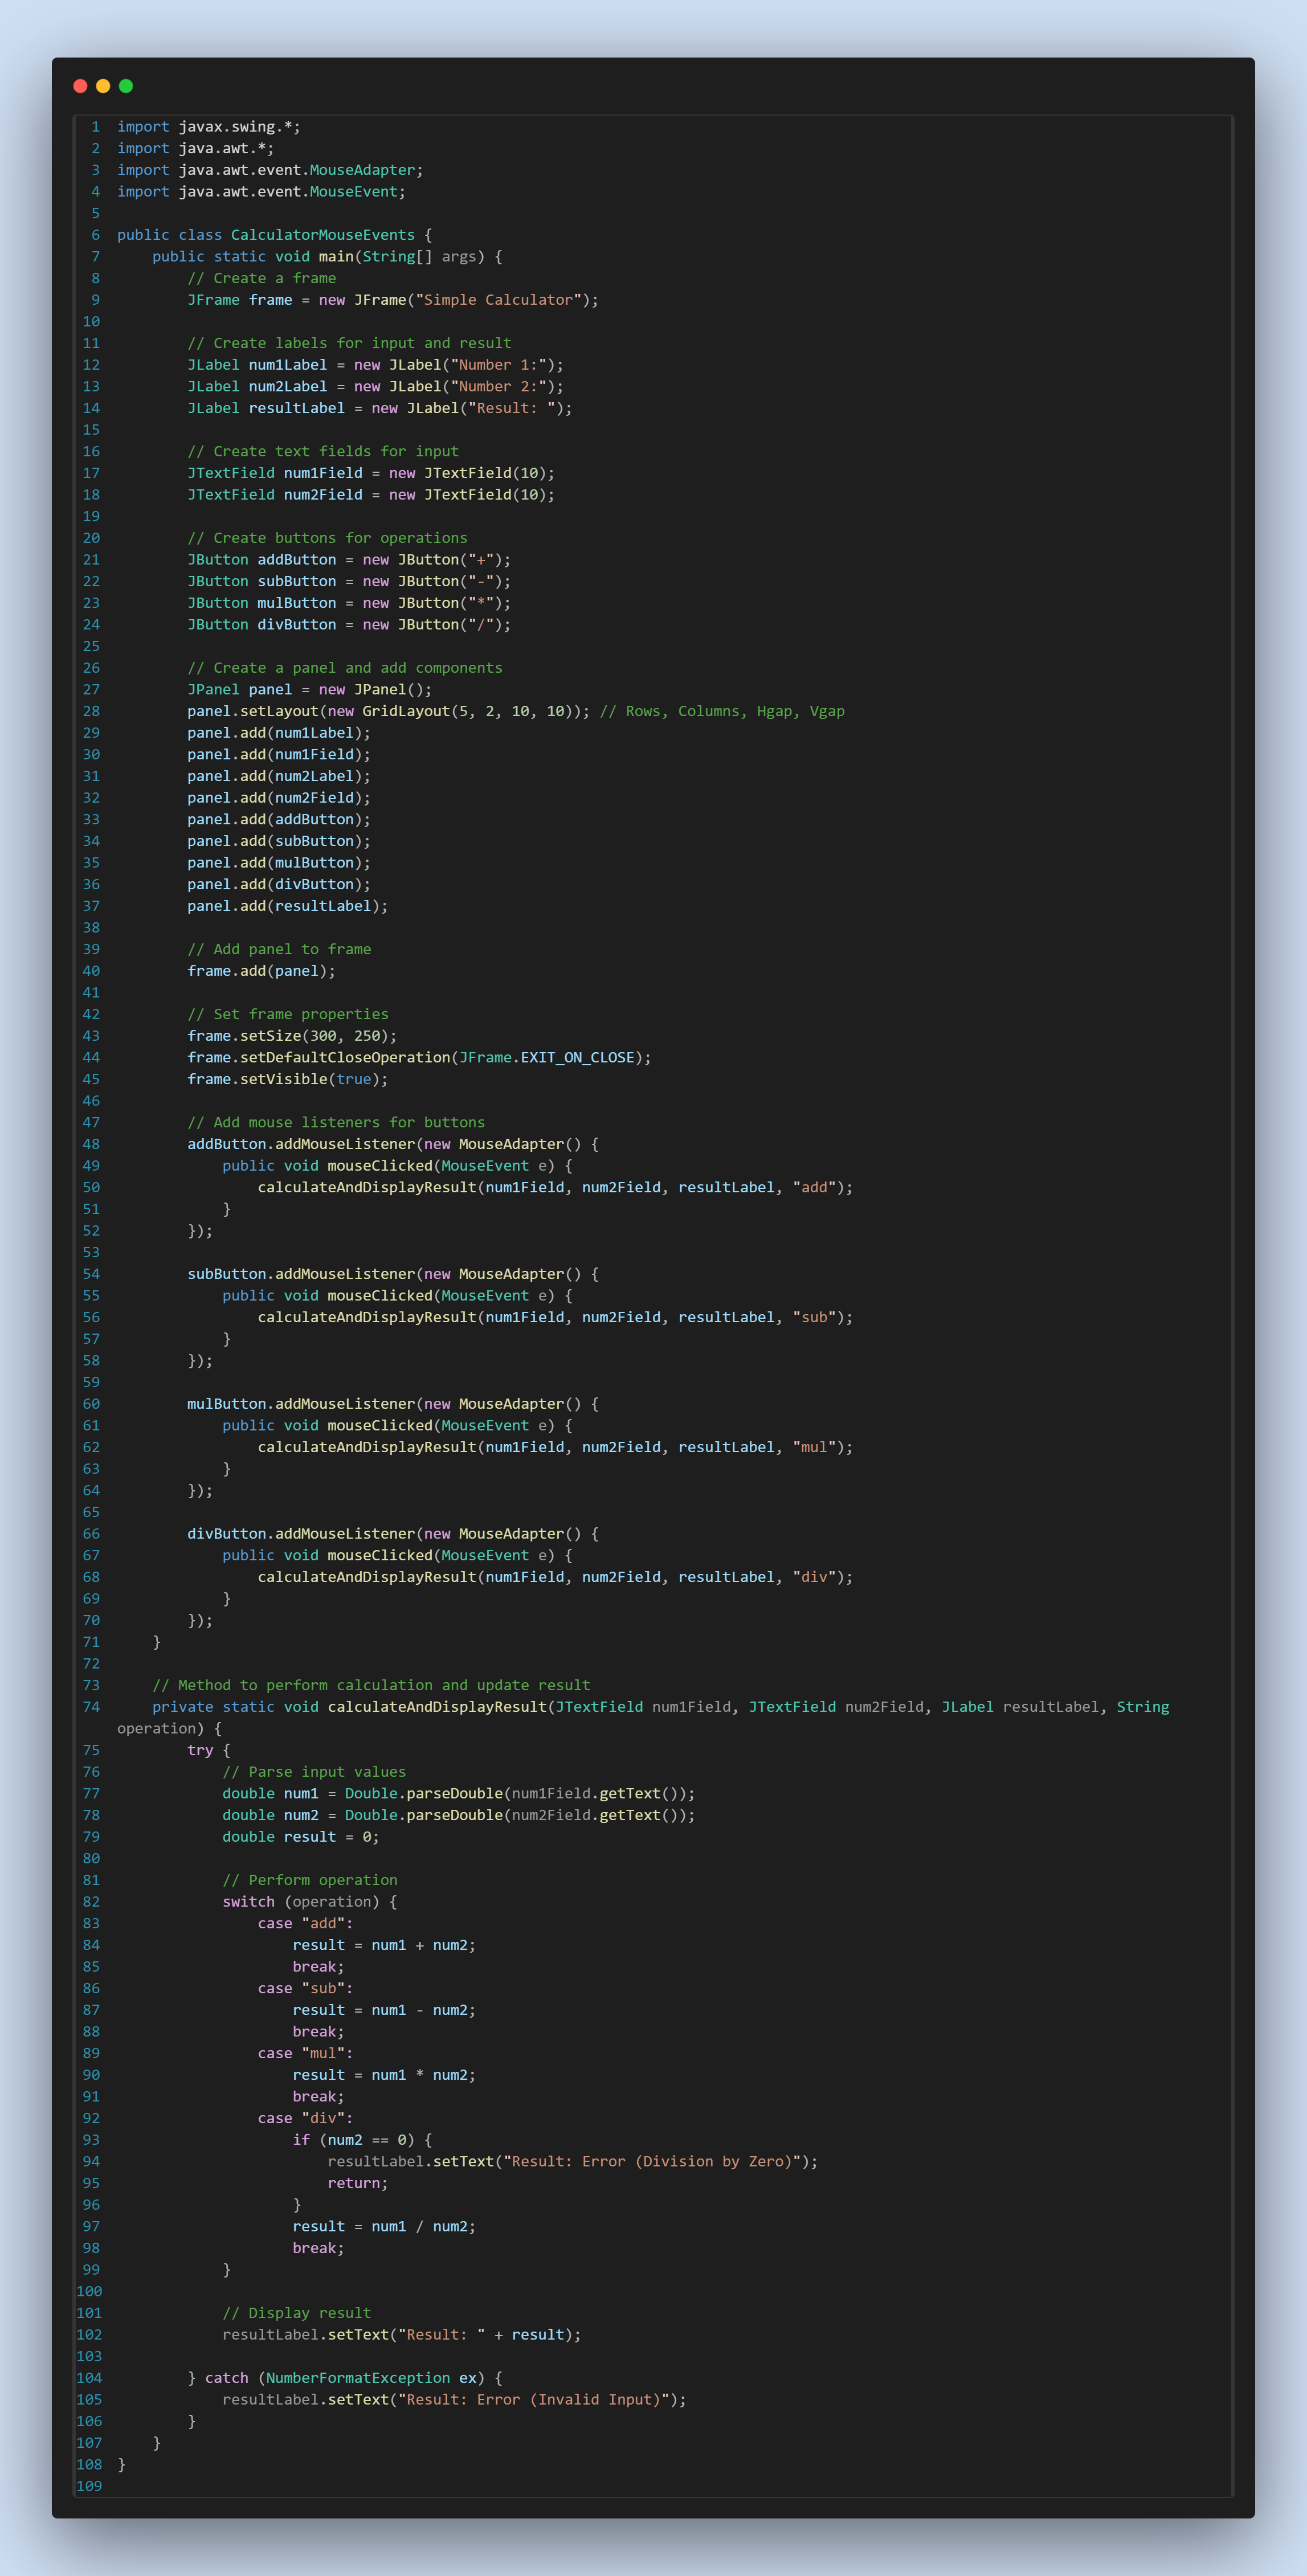 1 import javax.swing.*;
2 import java.awt.*;
3 import java.awt.event.MouseAdapter;
4 import java.awt.event.MouseEvent;
5
6 public class CalculatorMouseEvents {
7     public static void main(String[] args) {
8         // Create a frame
9         JFrame frame = new JFrame("Simple Calculator");
10
11         // Create labels for input and result
12         JLabel num1Label = new JLabel("Number 1:");
13         JLabel num2Label = new JLabel("Number 2:");
14         JLabel resultLabel = new JLabel("Result: ");
15
16         // Create text fields for input
17         JTextField num1Field = new JTextField(10);
18         JTextField num2Field = new JTextField(10);
19
20         // Create buttons for operations
21         JButton addButton = new JButton("+");
22         JButton subButton = new JButton("-");
23         JButton mulButton = new JButton("*");
24         JButton divButton = new JButton("/");
25
26         // Create a panel and add components
27         JPanel panel = new JPanel();
28         panel.setLayout(new GridLayout(5, 2, 10, 10)); // Rows, Columns, Hgap, Vgap
29         panel.add(num1Label);
30         panel.add(num1Field);
31         panel.add(num2Label);
32         panel.add(num2Field);
33         panel.add(addButton);
34         panel.add(subButton);
35         panel.add(mulButton);
36         panel.add(divButton);
37         panel.add(resultLabel);
38
39         // Add panel to frame
40         frame.add(panel);
41
42         // Set frame properties
43         frame.setSize(300, 250);
44         frame.setDefaultCloseOperation(JFrame.EXIT_ON_CLOSE);
45         frame.setVisible(true);
46
47         // Add mouse listeners for buttons
48         addButton.addMouseListener(new MouseAdapter() {
49             public void mouseClicked(MouseEvent e) {
50                 calculateAndDisplayResult(num1Field, num2Field, resultLabel, "add");
51             }
52         });
53
54         subButton.addMouseListener(new MouseAdapter() {
55             public void mouseClicked(MouseEvent e) {
56                 calculateAndDisplayResult(num1Field, num2Field, resultLabel, "sub");
57             }
58         });
59
60         mulButton.addMouseListener(new MouseAdapter() {
61             public void mouseClicked(MouseEvent e) {
62                 calculateAndDisplayResult(num1Field, num2Field, resultLabel, "mul");
63             }
64         });
65
66         divButton.addMouseListener(new MouseAdapter() {
67             public void mouseClicked(MouseEvent e) {
68                 calculateAndDisplayResult(num1Field, num2Field, resultLabel, "div");
69             }
70         });
71     }
72
73     // Method to perform calculation and update result
74     private static void calculateAndDisplayResult(JTextField num1Field, JTextField num2Field, JLabel resultLabel, String
operation) {
75         try {
76             // Parse input values
77             double num1 = Double.parseDouble(num1Field.getText());
78             double num2 = Double.parseDouble(num2Field.getText());
79             double result = 0;
80
81             // Perform operation
82             switch (operation) {
83                 case "add":
84                     result = num1 + num2;
85                     break;
86                 case "sub":
87                     result = num1 - num2;
88                     break;
89                 case "mul":
90                     result = num1 * num2;
91                     break;
92                 case "div":
93                     if (num2 == 0) {
94                         resultLabel.setText("Result: Error (Division by Zero)");
95                         return;
96                     }
97                     result = num1 / num2;
98                     break;
99             }
100
101             // Display result
102             resultLabel.setText("Result: " + result);
103
104         } catch (NumberFormatException ex) {
105             resultLabel.setText("Result: Error (Invalid Input)");
106         }
107     }
108 }
109